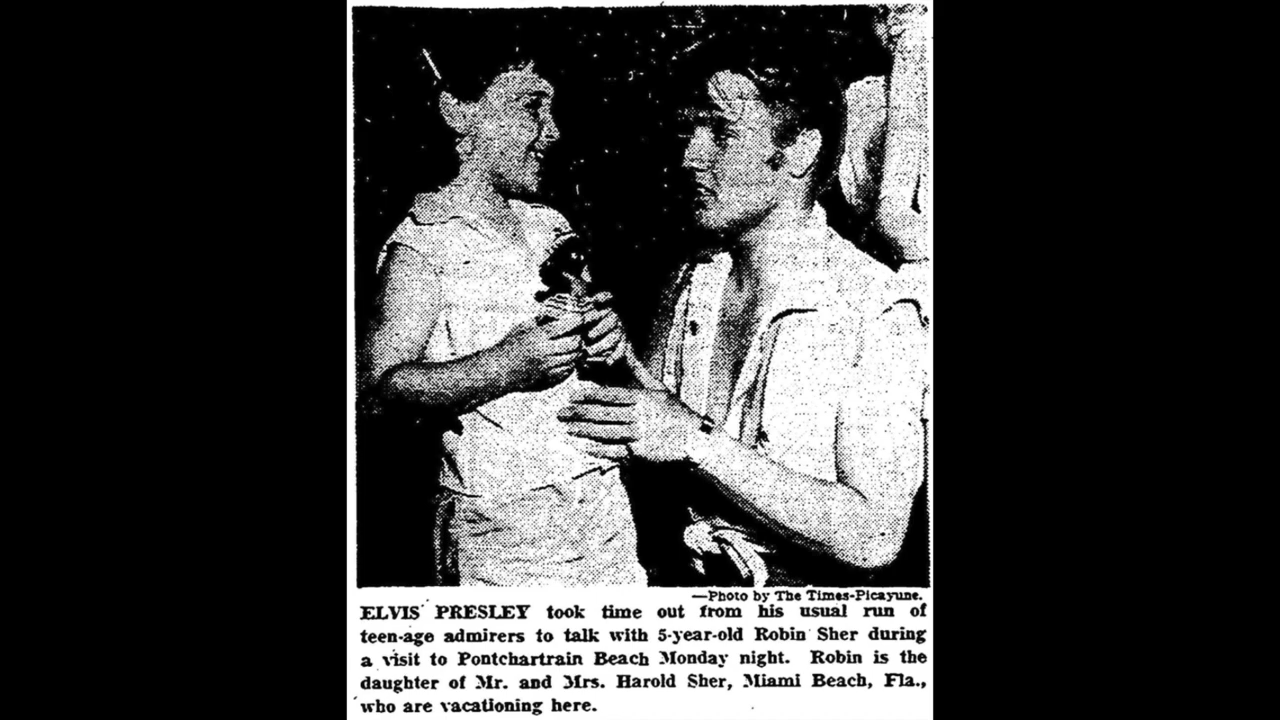 —Photo by The Times-Picayune.
ELVIS PRESLEY took time out from his usual run of
teen-age admirers to talk with 5-year-old Robin Sher during
a visit to Pontchartrain Beach Monday night. Robin is the
daughter of Mr. and Mrs. Harold Sher, Miami Beach, Fla.,
who are vacationing here.